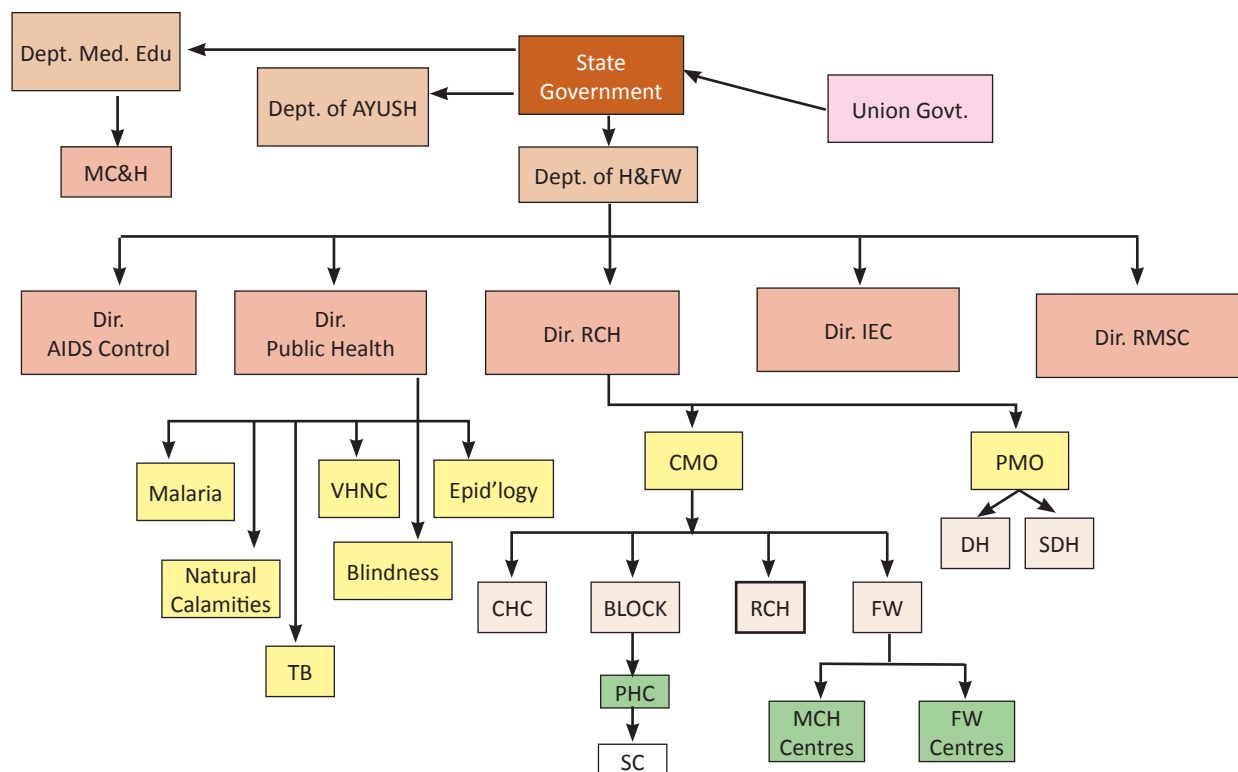 Dept. Med. Edu
State
Government
Dept. of AYUSH
Union Govt.
MC&H
Dept. of H&FW
Dir.
AIDS Control
Dir.
Public Health
Dir. RCH
Dir. IEC
Dir. RMSC
CMO
PMO
Malaria
VHNC
Epid’logy
DH
SDH
Natural
Calamities
Blindness
CHC
BLOCK
RCH
FW
TB
PHC
MCH
Centres
FW
Centres
SC